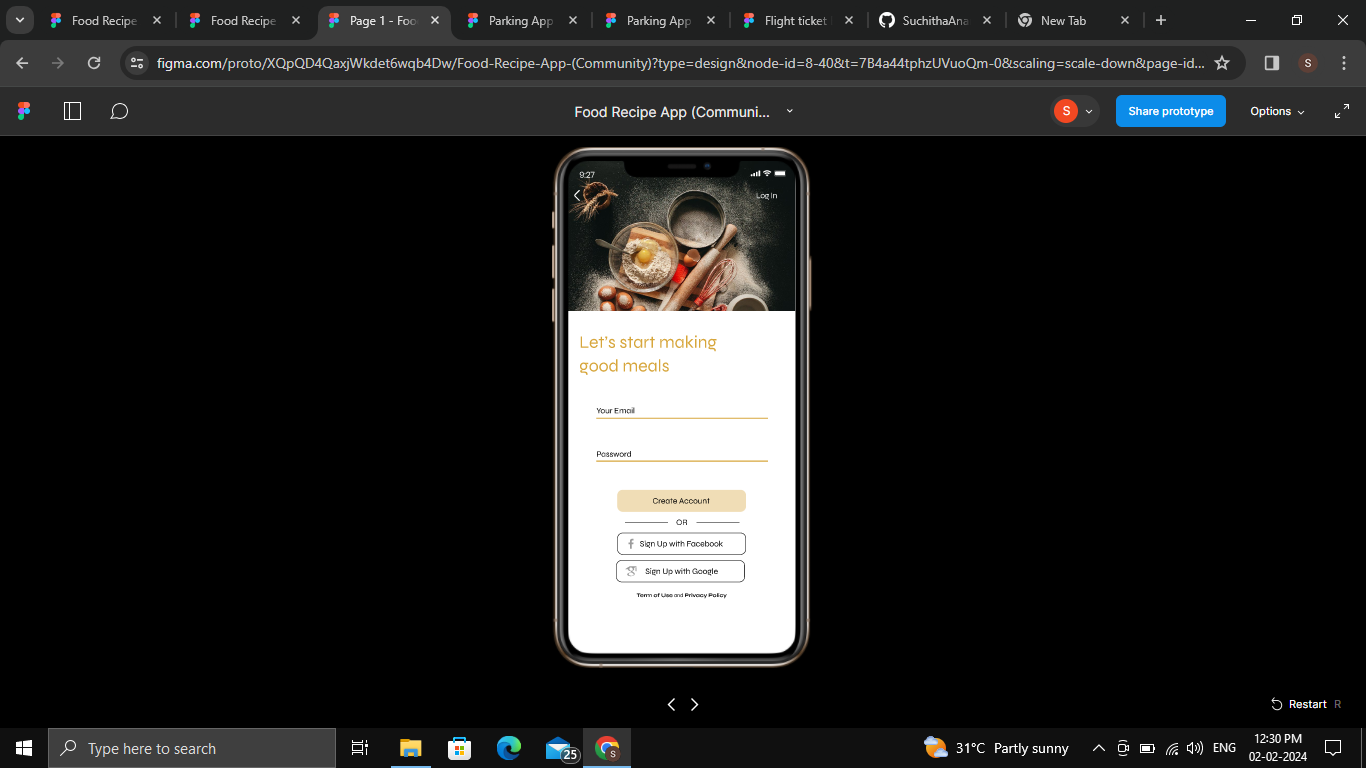 Food Recipe
Food Recipe
Page 1 - Foo
Parking App
Parking App
Flight ticket
SuchithaAna
New Tab
figma.com/proto/XQpQD4QaxjWkdet6wqb4Dw/Food-Recipe-App-(Community)?type=design&node-id=8-40&t=7B4a44tphzUVuoQm-0&scaling=scale-down&page-id...
S
Food Recipe App (Communi...
S
Share prototype
Options
9:27
Log In
Let's start making
good meals
Your Email
Password
Create Account
OR
Sign Up with Facebook
Sign Up with Google
Term of Use and Privacy Policy
Restart R
Type here to search
25
S
31°C Partly sunny
ENG
12:30 PM
02-02-2024